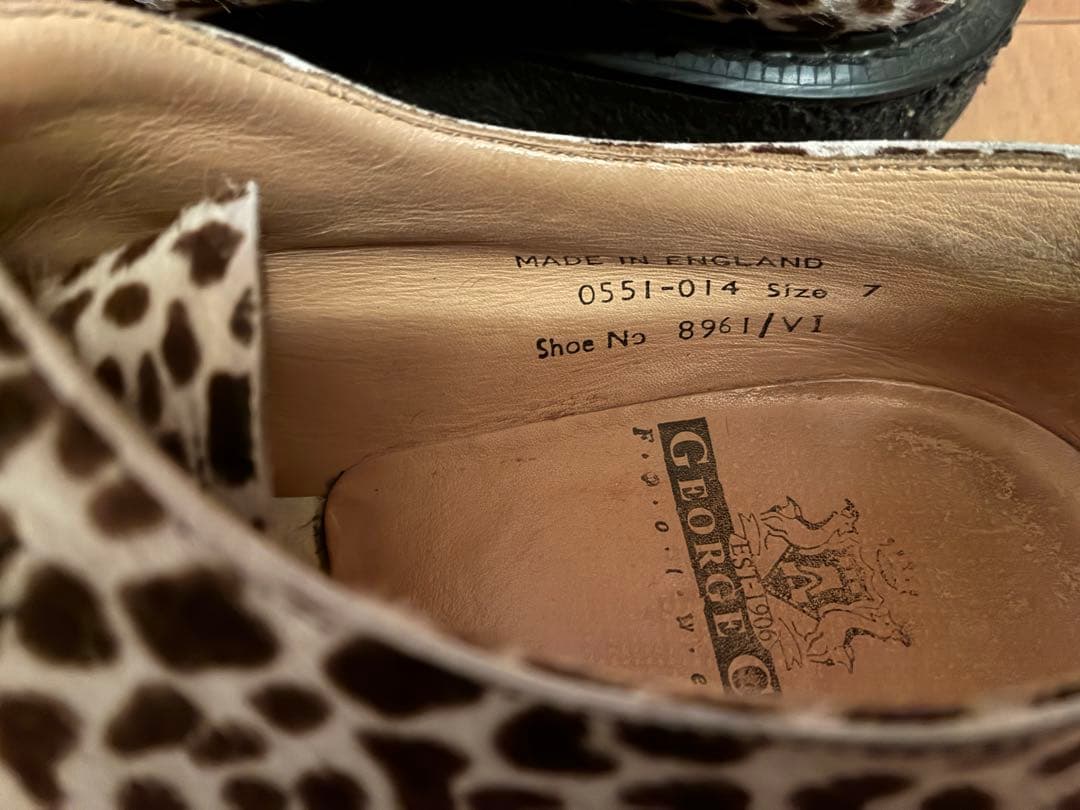 MADE IN ENGLAND
0551-014 Size 7
Shoe No 8961/VI
GEORGE C
F.o.o.t.w.e
EST-1906